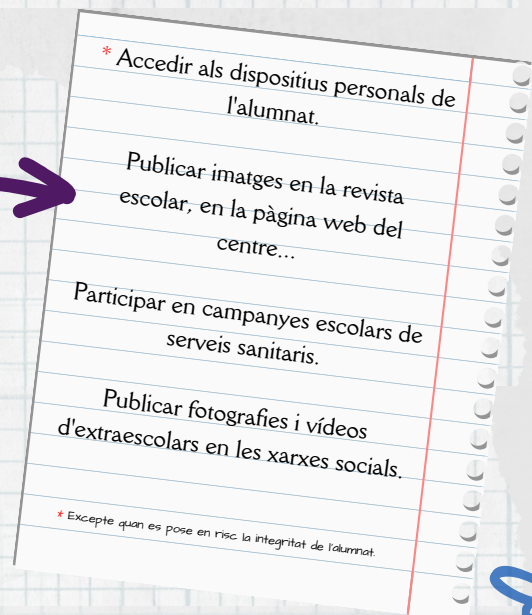 * Accedir als dispositius personals de
l'alumnat.
Publicar imatges en la revista
escolar, en la pàgina web del
centre...
Participar en campanyes escolars de
serveis sanitaris.
Publicar fotografies i vídeos
d'extraescolars en les xarxes socials.
* Excepte quan es pose en risc la integritat de l'alumnat.